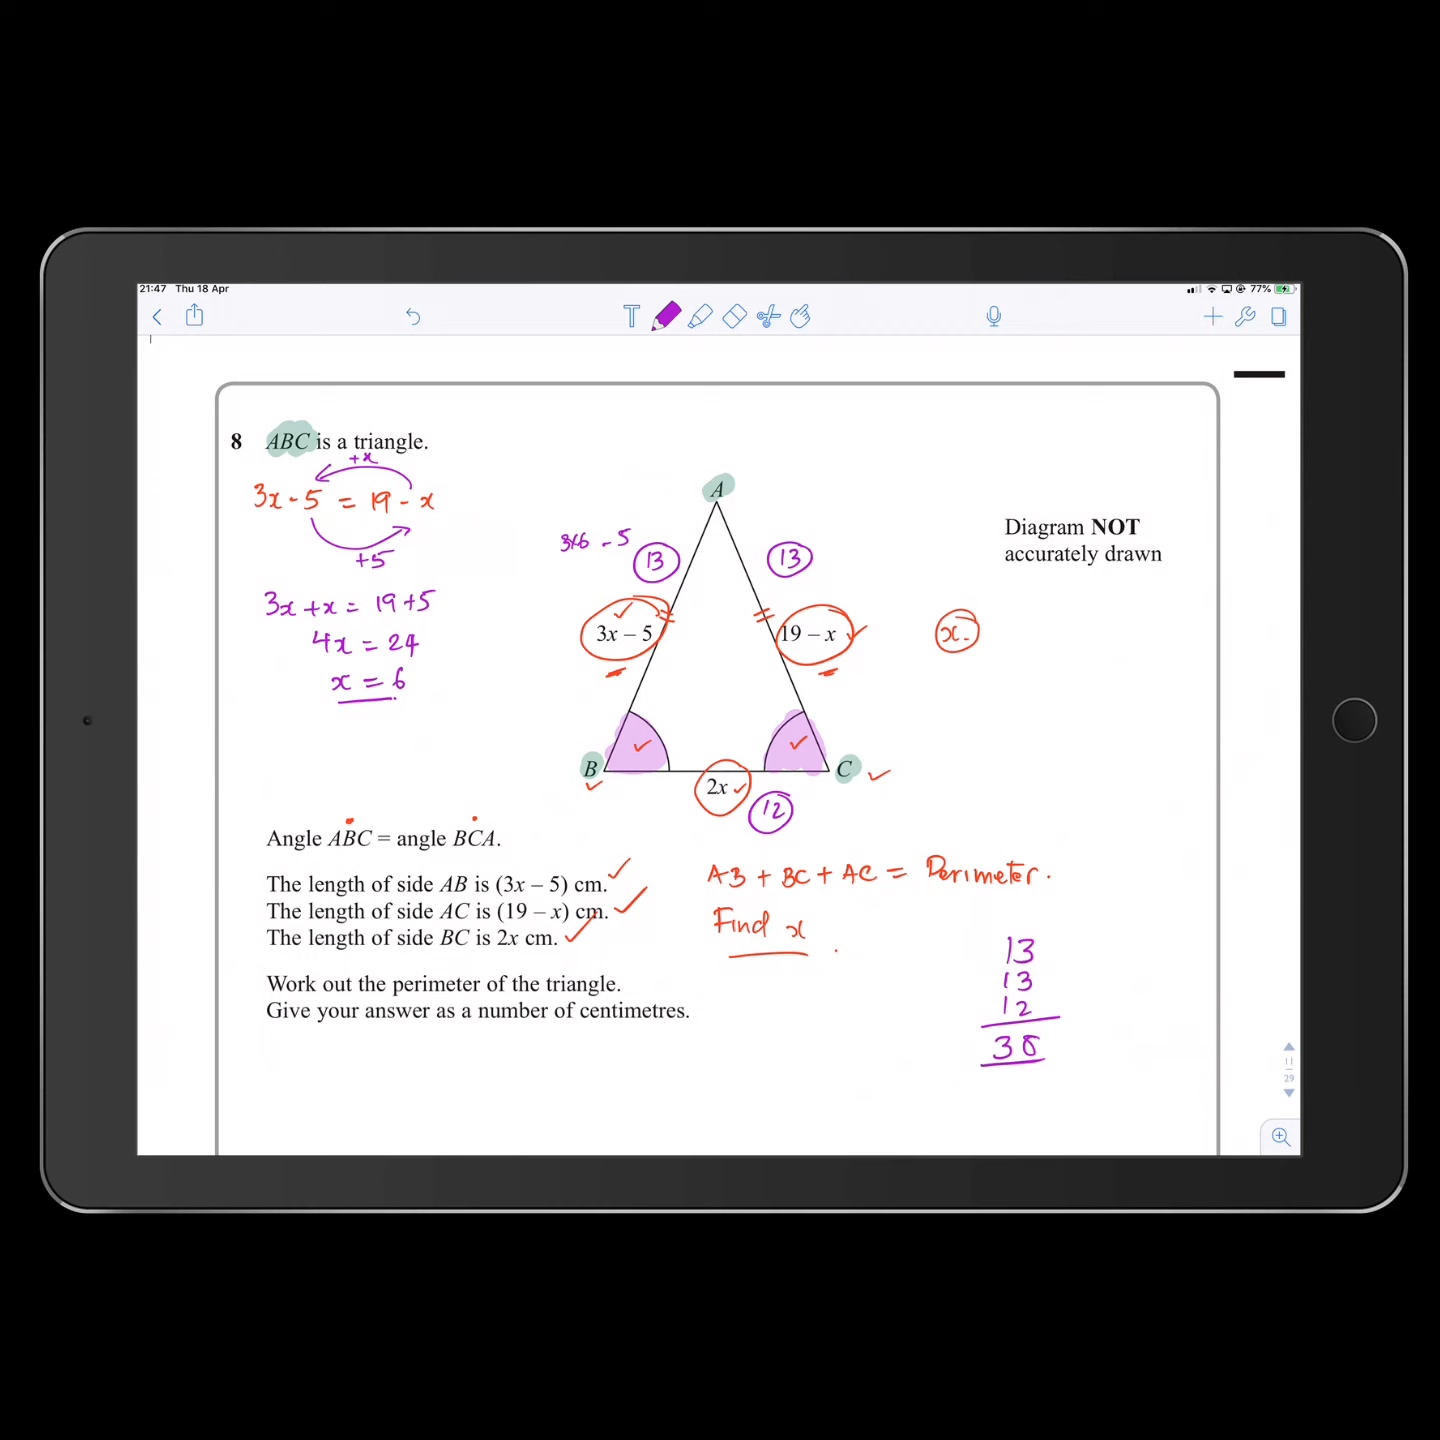 21:47 Thu 18 Apr
77%
T
8 ABC is a triangle.
+x
3x - 5 = 19 - x
+5
3x + x = 19 + 5
4x = 24
x = 6
A
3x6 - 5
13
13
3x – 5
19 – x
x
B
C
2x
12
Diagram NOT
accurately drawn
Angle ABC = angle BCA.
The length of side AB is (3x – 5) cm.
The length of side AC is (19 – x) cm.
The length of side BC is 2x cm.
AB + BC + AC = Perimeter.
Find x
Work out the perimeter of the triangle.
Give your answer as a number of centimetres.
13
13
12
38
11
29